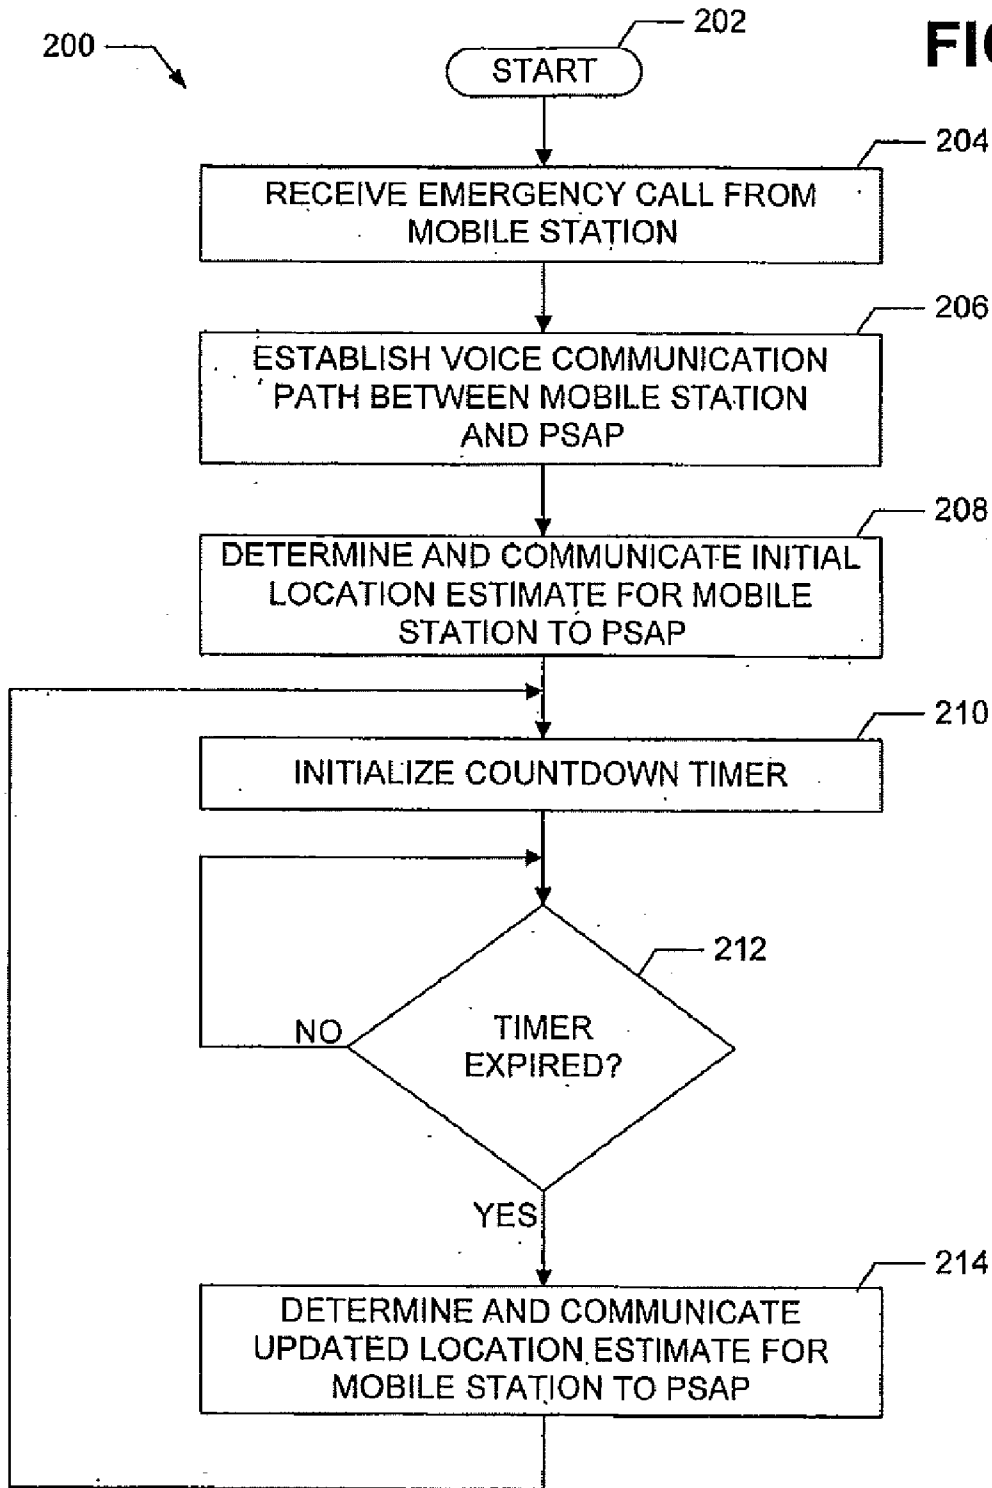 200
202
FIG
START
204
RECEIVE EMERGENCY CALL FROM
MOBILE STATION
206
ESTABLISH VOICE COMMUNICATION
PATH BETWEEN MOBILE STATION
AND PSAP
208
DETERMINE AND COMMUNICATE INITIAL
LOCATION ESTIMATE FOR MOBILE
STATION TO PSAP
210
INITIALIZE COUNTDOWN TIMER
212
NO
TIMER
EXPIRED?
YES
214
DETERMINE AND COMMUNICATE
UPDATED LOCATION ESTIMATE FOR
MOBILE STATION TO PSAP